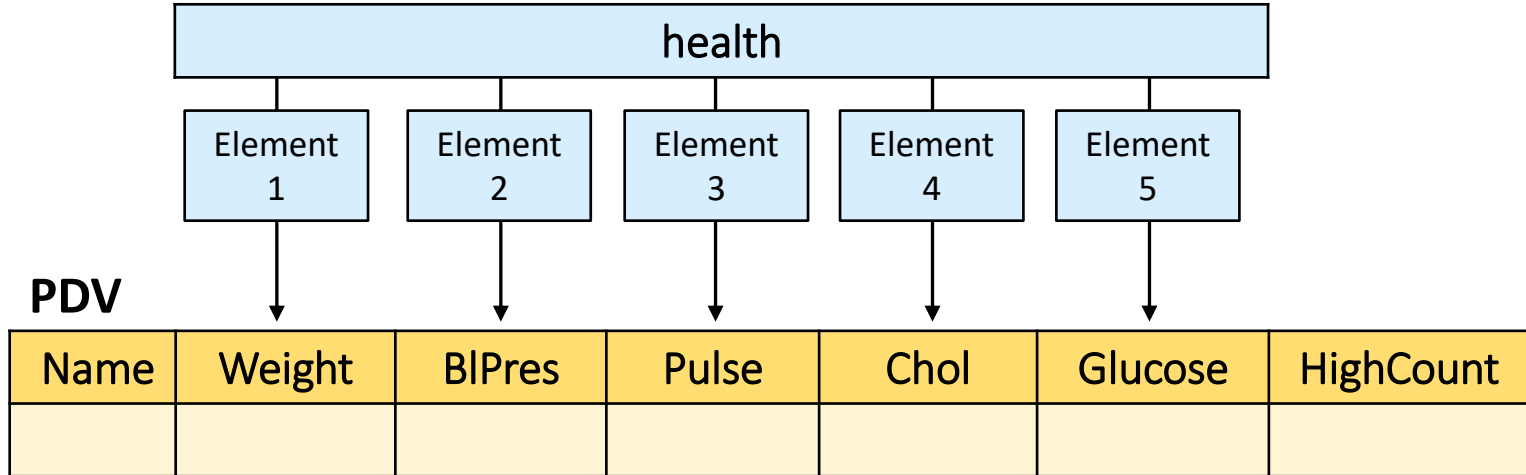 health
Element Element Element Element Element
1 2 3 4 5
PDV
Name Weight BlPres Pulse Chol Glucose HighCount